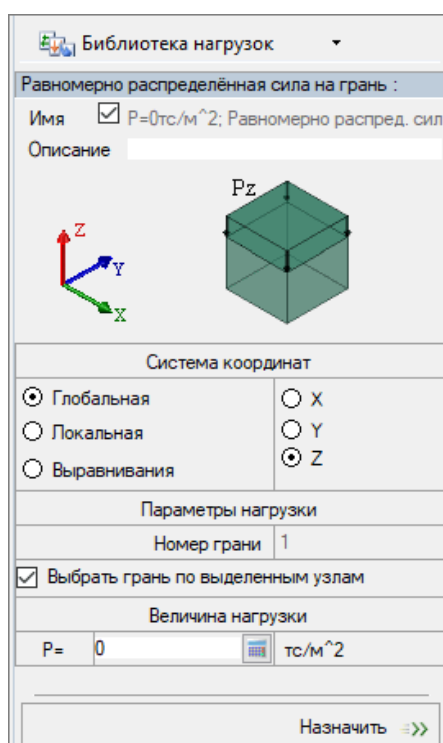 Библиотека нагрузок
Равномерно распределённая сила на грань :
Имя P=0тс/м^2; Равномерно распред. сил
Описание
Pz
Z
Y
X
Система координат
Глобальная X
Локальная Y
Выравнивания Z
Параметры нагрузки
Номер грани 1
Выбрать грань по выделенным узлам
Величина нагрузки
P= 0 тс/м^2
Назначить